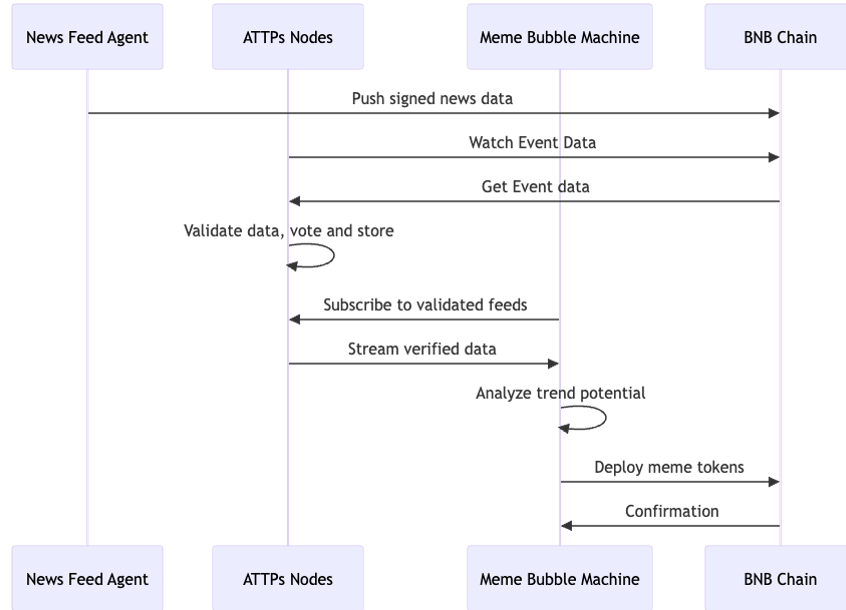 News Feed Agent
ATTPs Nodes
Meme Bubble Machine
BNB Chain
Push signed news data
Watch Event Data
Get Event data
Validate data, vote and store
Subscribe to validated feeds
Stream verified data
Analyze trend potential
Deploy meme tokens
Confirmation
News Feed Agent
ATTPs Nodes
Meme Bubble Machine
BNB Chain